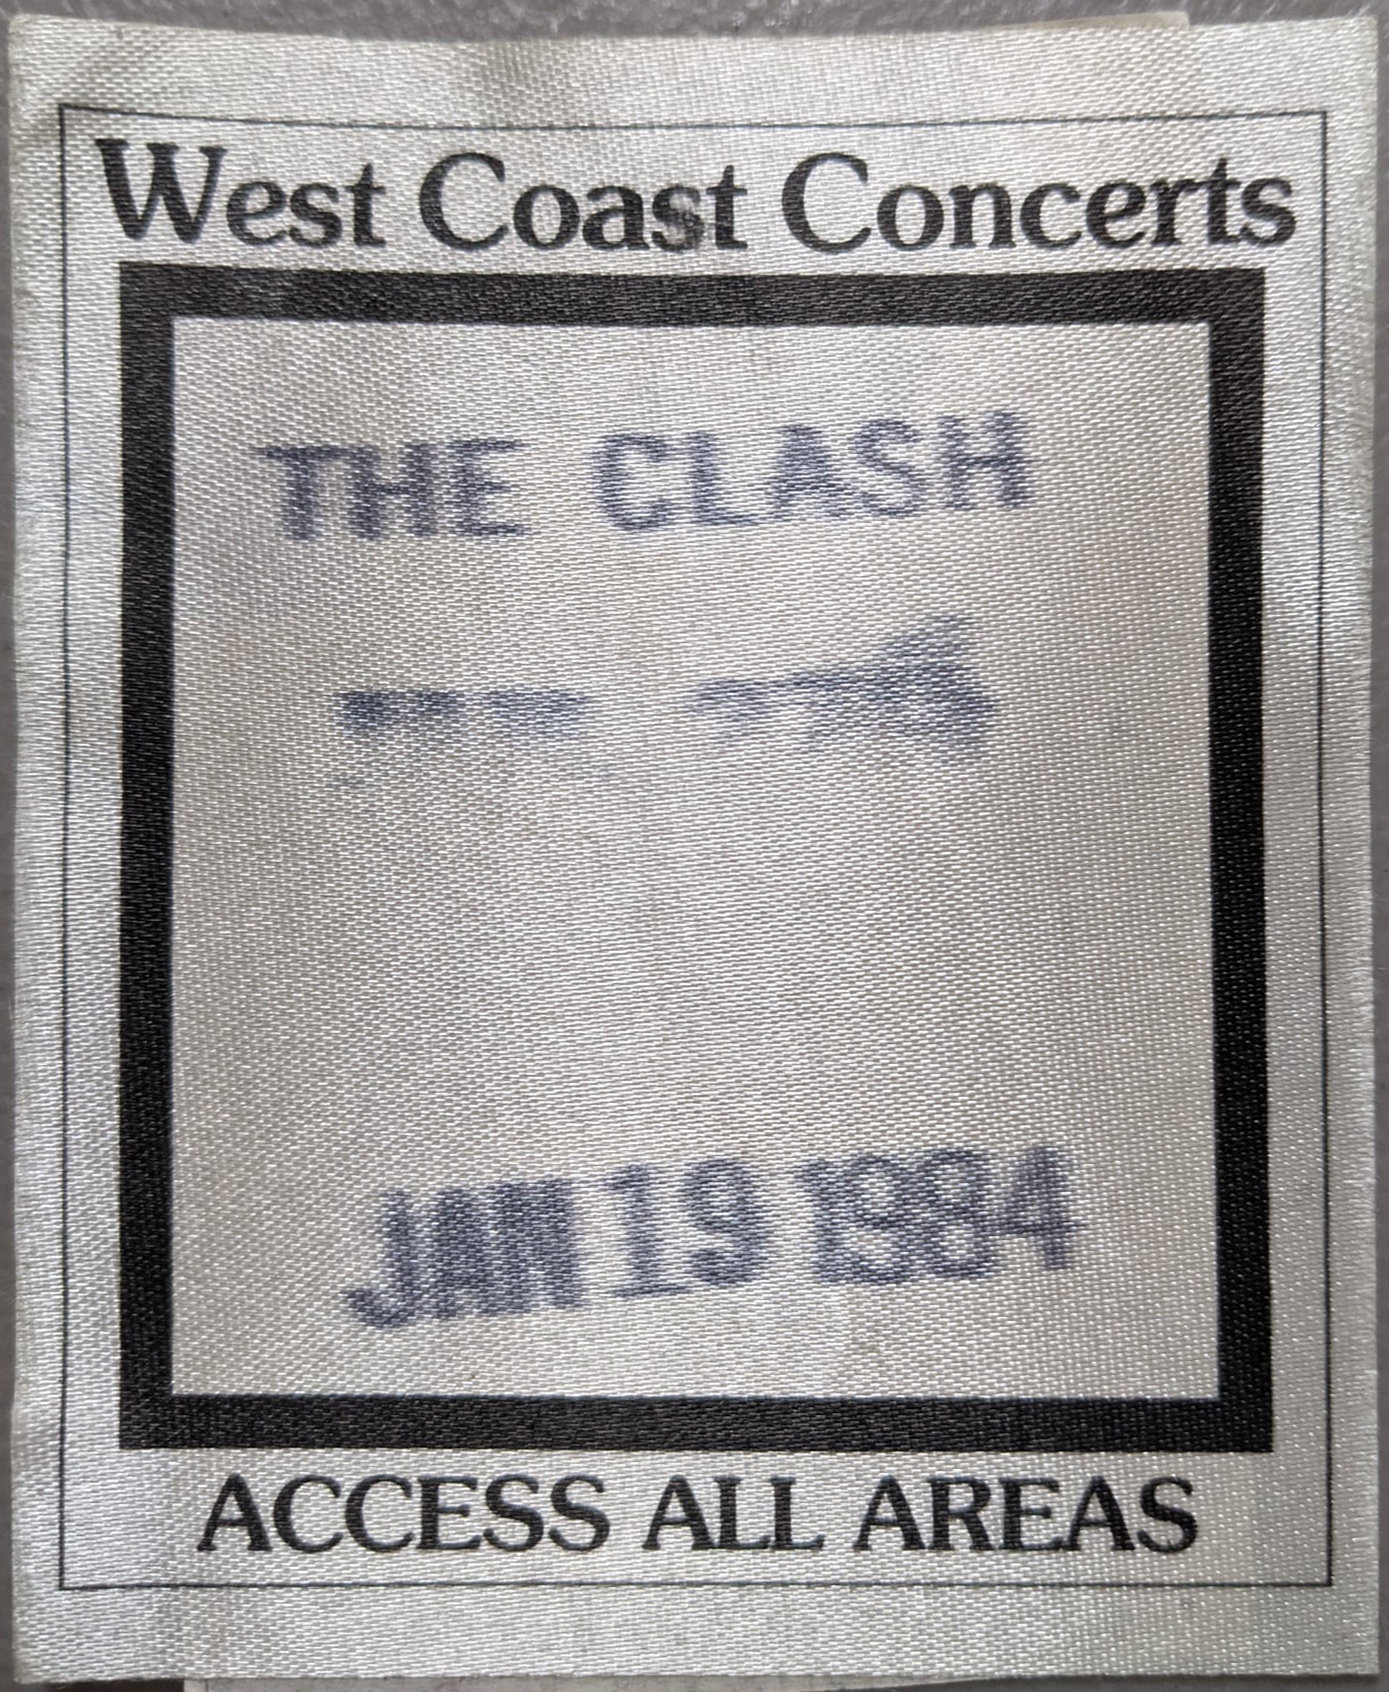 West Coast Concerts
THE CLASH
JAN 19 1984
ACCESS ALL AREAS